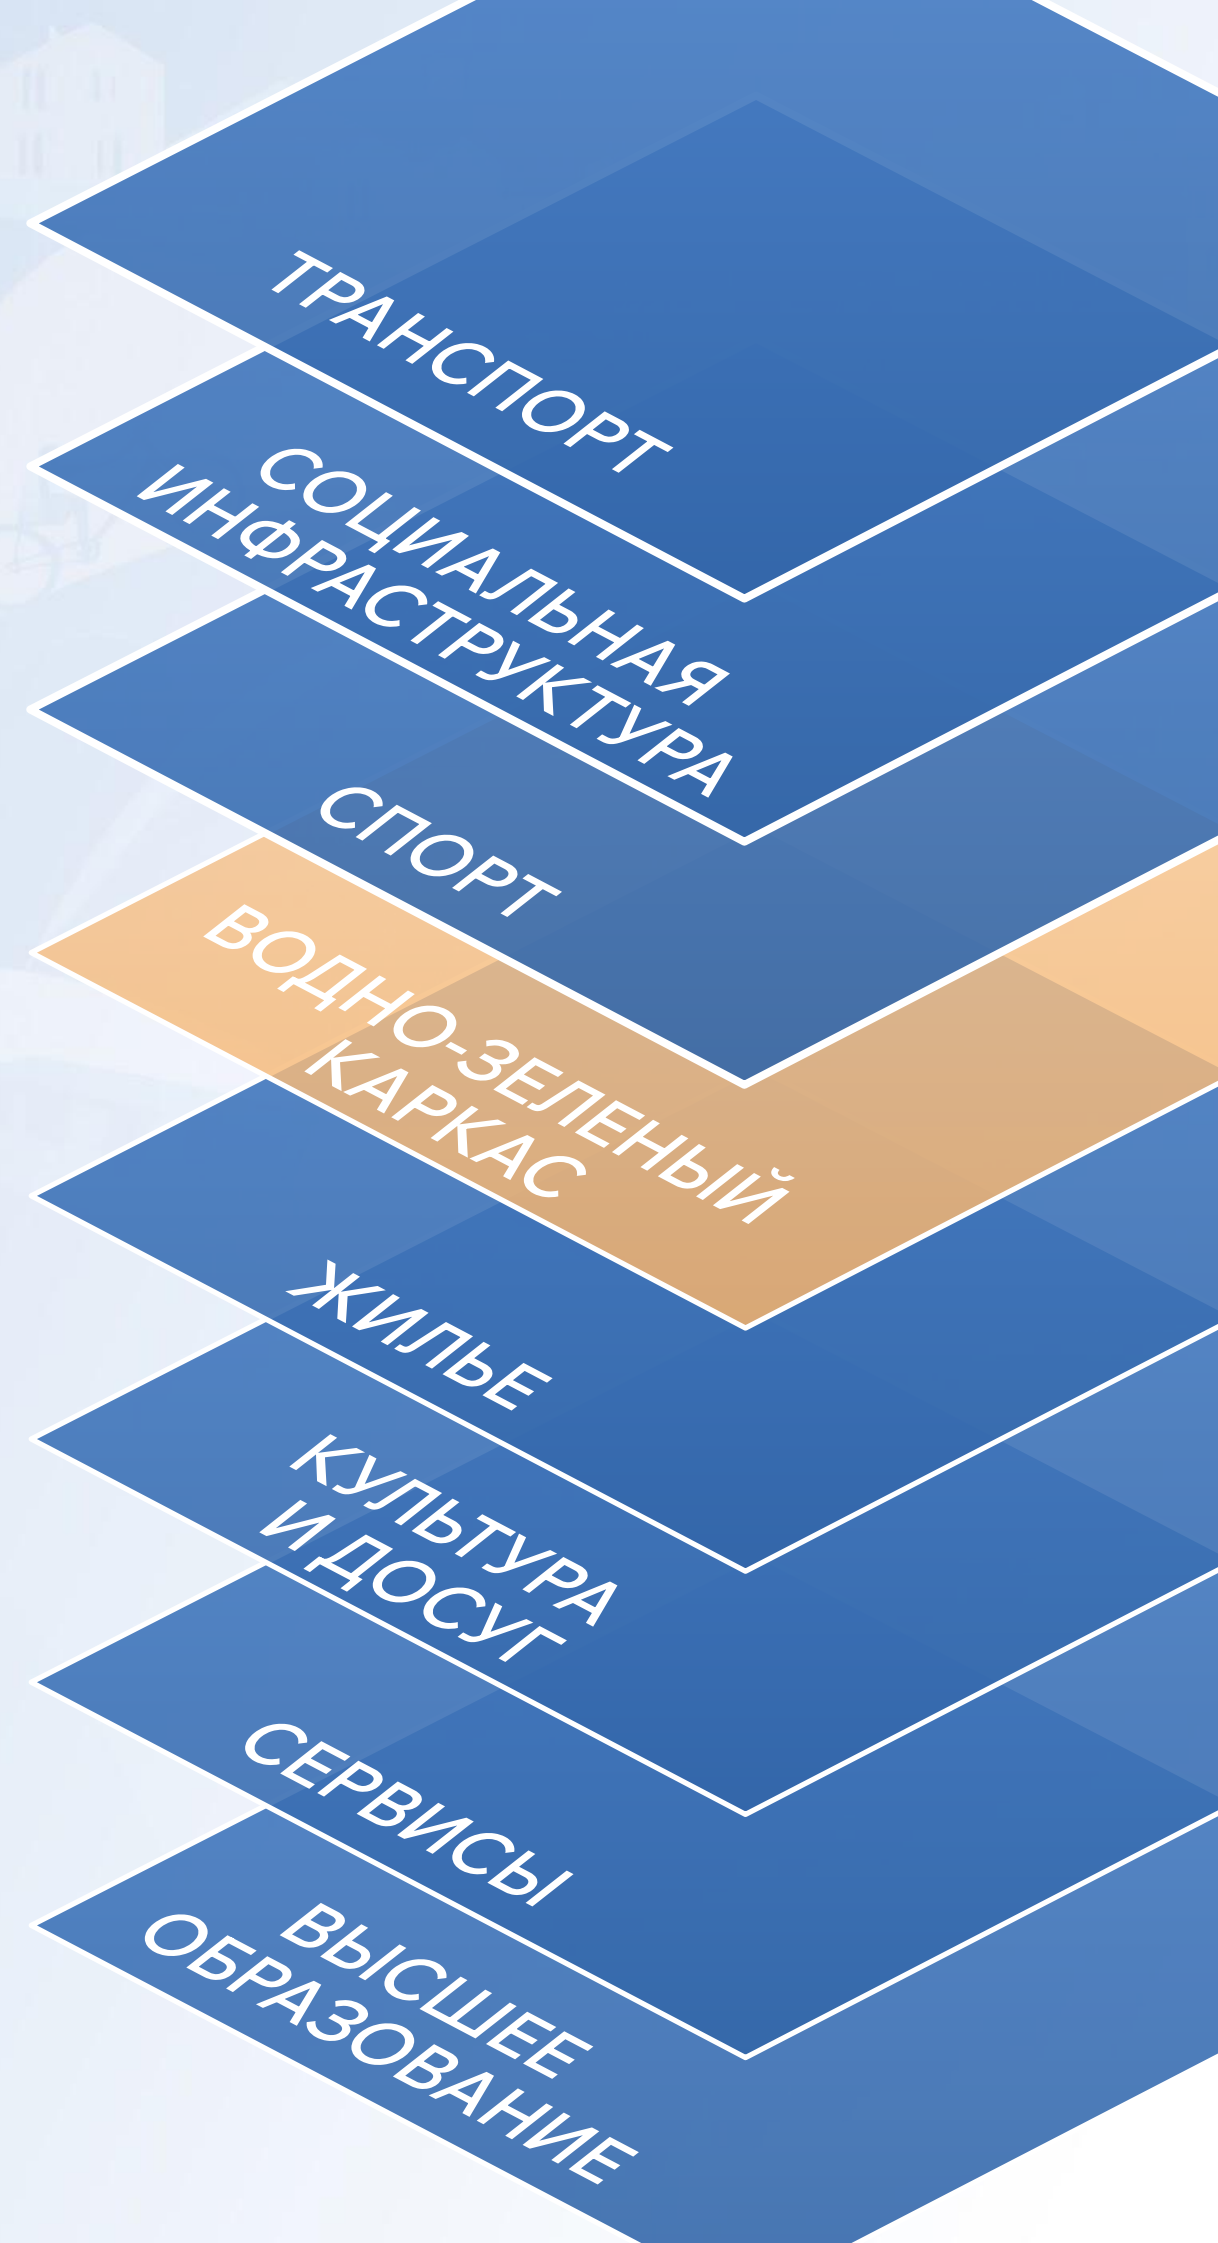 ТРАНСПОРТ
СОЦИАЛЬНАЯ
ИНФРАСТРУКТУРА
СПОРТ
ВОДНО-ЗЕЛЕНЫЙ
КАРКАС
ЖИЛЬЕ
КУЛЬТУРА
И ДОСУГ
СЕРВИСЫ
ВЫСШЕЕ
ОБРАЗОВАНИЕ